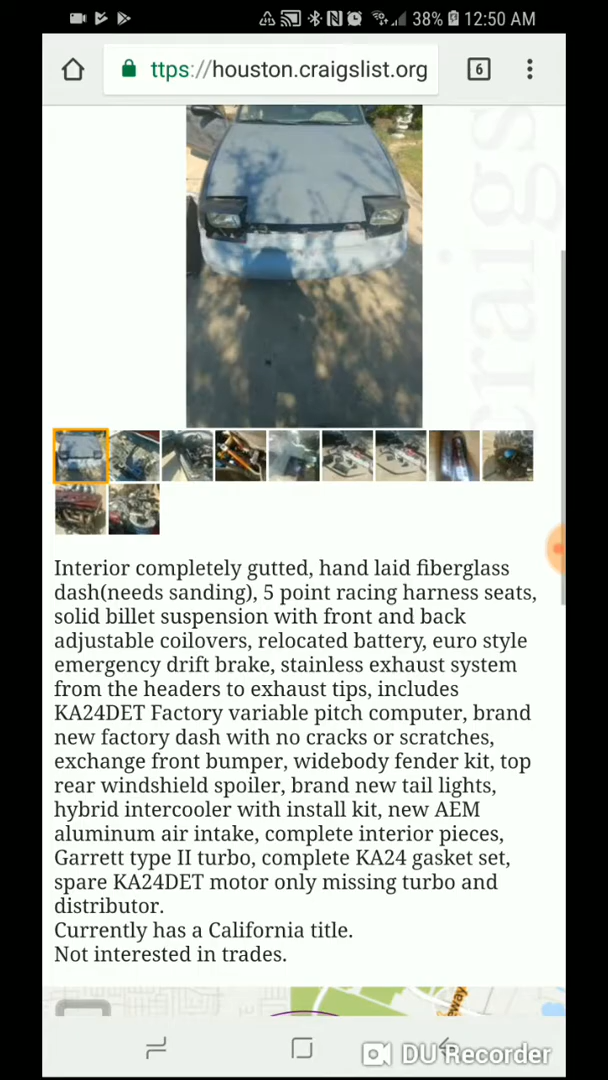 38% 12:50 AM
ttps://houston.craigslist.org
6
craigs
Interior completely gutted, hand laid fiberglass
dash(needs sanding), 5 point racing harness seats,
solid billet suspension with front and back
adjustable coilovers, relocated battery, euro style
emergency drift brake, stainless exhaust system
from the headers to exhaust tips, includes
KA24DET Factory variable pitch computer, brand
new factory dash with no cracks or scratches,
exchange front bumper, widebody fender kit, top
rear windshield spoiler, brand new tail lights,
hybrid intercooler with install kit, new AEM
aluminum air intake, complete interior pieces,
Garrett type II turbo, complete KA24 gasket set,
spare KA24DET motor only missing turbo and
distributor.
Currently has a California title.
Not interested in trades.
eway
DU Recorder